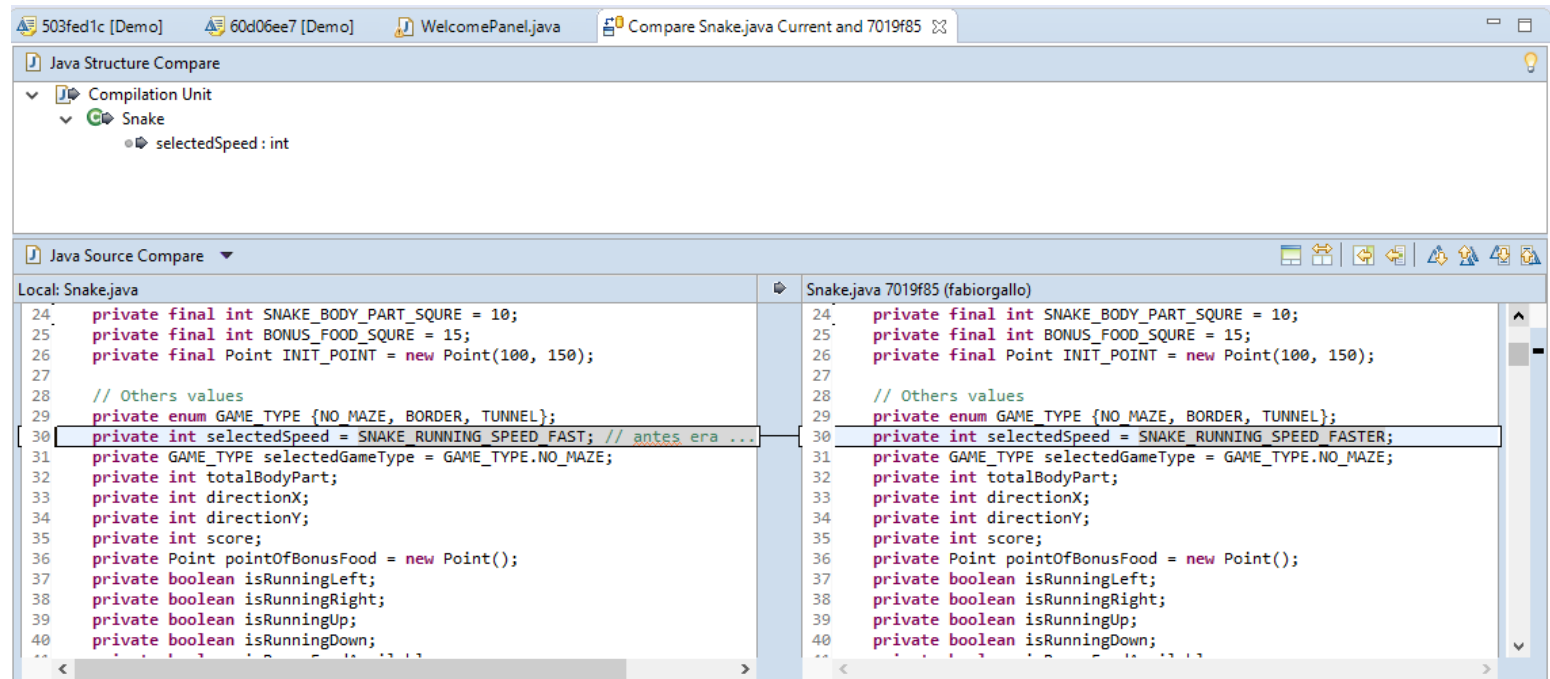 503fed1c [Demo] 60d06ee7 [Demo] WelcomePanel.java Compare Snake.java Current and 7019f85
Java Structure Compare
Compilation Unit
Snake
selectedSpeed : int
Java Source Compare
Local: Snake.java
24 private final int SNAKE_BODY_PART_SQURE = 10;
25 private final int BONUS_FOOD_SQURE = 15;
26 private final Point INIT_POINT = new Point(100, 150);
27
28 // Others values
29 private enum GAME_TYPE {NO_MAZE, BORDER, TUNNEL};
30 private int selectedSpeed = SNAKE_RUNNING_SPEED_FAST; // antes era ...
31 private GAME_TYPE selectedGameType = GAME_TYPE.NO_MAZE;
32 private int totalBodyPart;
33 private int directionX;
34 private int directionY;
35 private int score;
36 private Point pointOfBonusFood = new Point();
37 private boolean isRunningLeft;
38 private boolean isRunningRight;
39 private boolean isRunningUp;
40 private boolean isRunningDown;
Snake.java 7019f85 (fabiorgallo)
24 private final int SNAKE_BODY_PART_SQURE = 10;
25 private final int BONUS_FOOD_SQURE = 15;
26 private final Point INIT_POINT = new Point(100, 150);
27
28 // Others values
29 private enum GAME_TYPE {NO_MAZE, BORDER, TUNNEL};
30 private int selectedSpeed = SNAKE_RUNNING_SPEED_FASTER;
31 private GAME_TYPE selectedGameType = GAME_TYPE.NO_MAZE;
32 private int totalBodyPart;
33 private int directionX;
34 private int directionY;
35 private int score;
36 private Point pointOfBonusFood = new Point();
37 private boolean isRunningLeft;
38 private boolean isRunningRight;
39 private boolean isRunningUp;
40 private boolean isRunningDown;